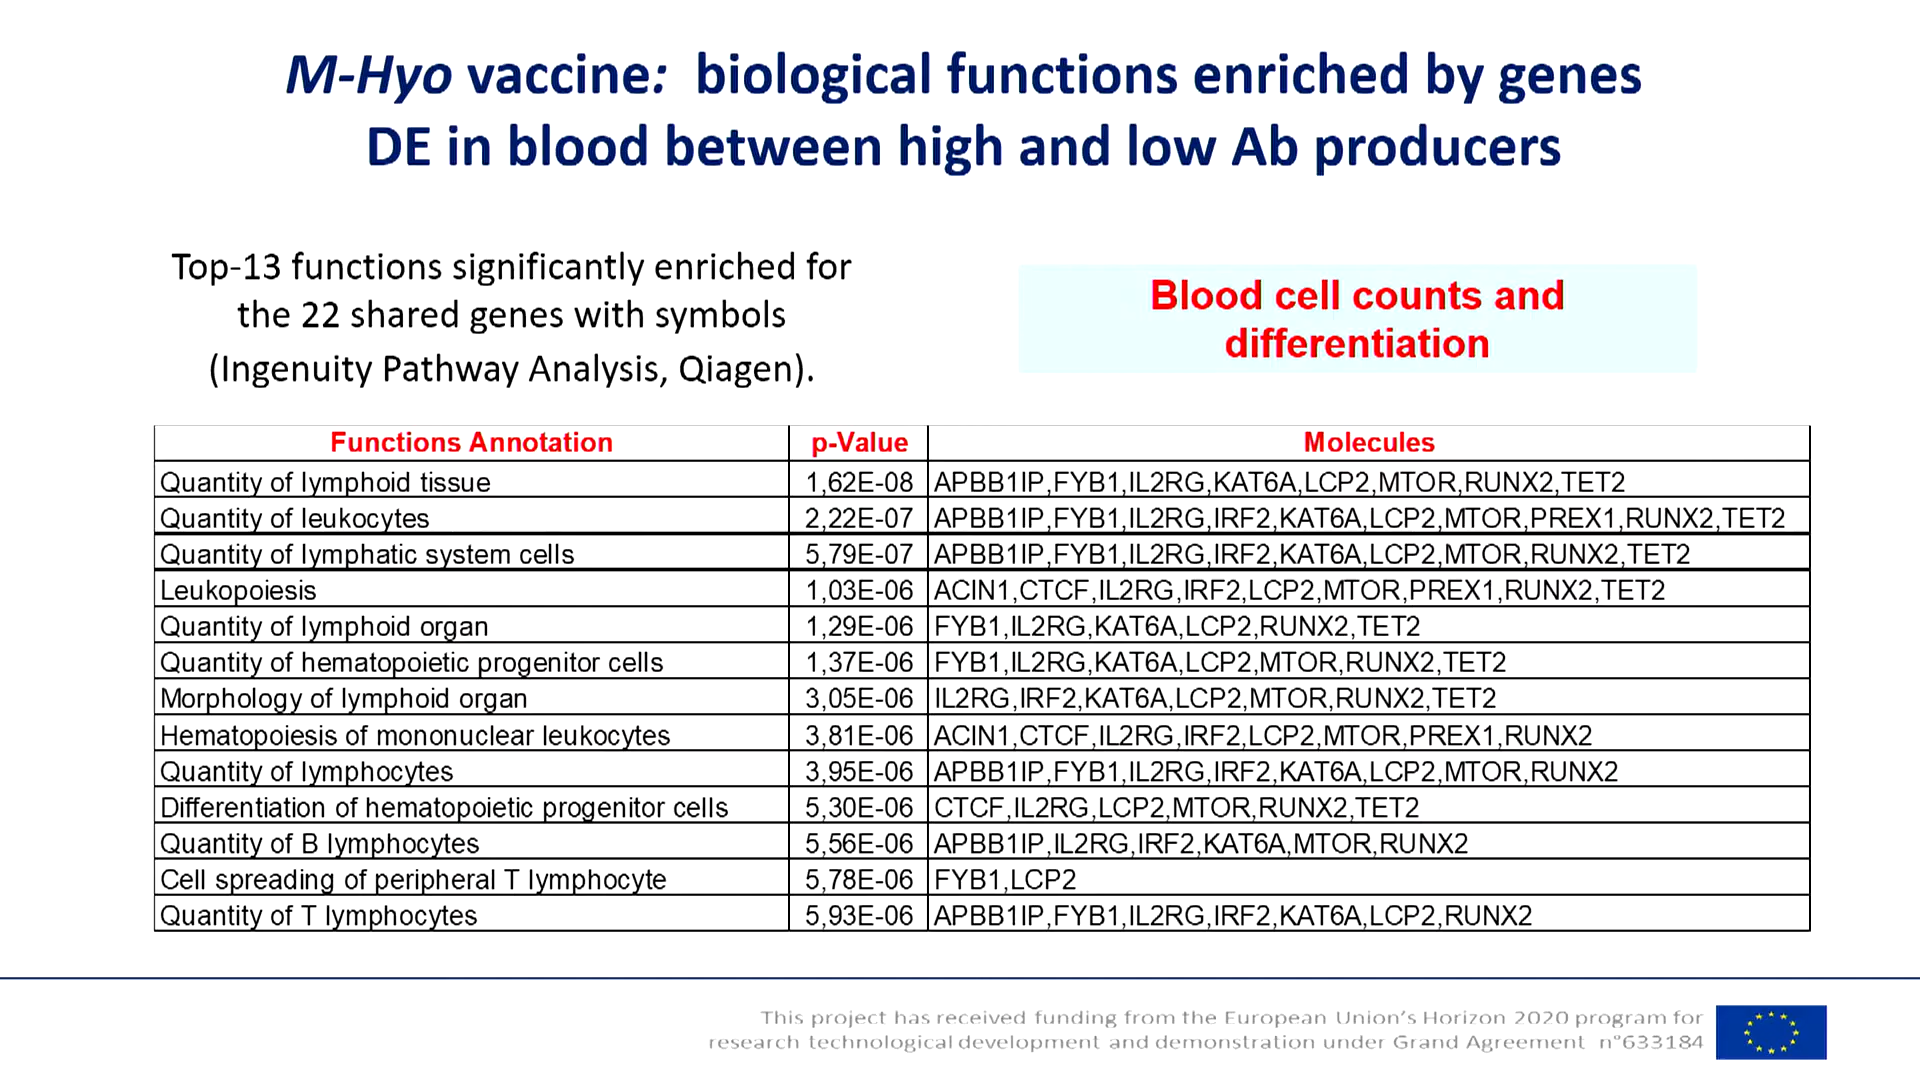 M-Hyo vaccine: biological functions enriched by genes
DE in blood between high and low Ab producers
Top-13 functions significantly enriched for
the 22 shared genes with symbols
(Ingenuity Pathway Analysis, Qiagen).
Blood cell counts and
differentiation
Functions Annotation p-Value Molecules
Quantity of lymphoid tissue 1,62E-08 APBB1IP,FYB1,IL2RG,KAT6A,LCP2,MTOR,RUNX2,TET2
Quantity of leukocytes 2,22E-07 APBB1IP,FYB1,IL2RG,IRF2,KAT6A,LCP2,MTOR,PREX1,RUNX2,TET2
Quantity of lymphatic system cells 5,79E-07 APBB1IP,FYB1,IL2RG,IRF2,KAT6A,LCP2,MTOR,RUNX2,TET2
Leukopoiesis 1,03E-06 ACIN1,CTCF,IL2RG,IRF2,LCP2,MTOR,PREX1,RUNX2,TET2
Quantity of lymphoid organ 1,29E-06 FYB1,IL2RG,KAT6A,LCP2,RUNX2,TET2
Quantity of hematopoietic progenitor cells 1,37E-06 FYB1,IL2RG,KAT6A,LCP2,MTOR,RUNX2,TET2
Morphology of lymphoid organ 3,05E-06 IL2RG,IRF2,KAT6A,LCP2,MTOR,RUNX2,TET2
Hematopoiesis of mononuclear leukocytes 3,81E-06 ACIN1,CTCF,IL2RG,IRF2,LCP2,MTOR,PREX1,RUNX2
Quantity of lymphocytes 3,95E-06 APBB1IP,FYB1,IL2RG,IRF2,KAT6A,LCP2,MTOR,RUNX2
Differentiation of hematopoietic progenitor cells 5,30E-06 CTCF,IL2RG,LCP2,MTOR,RUNX2,TET2
Quantity of B lymphocytes 5,56E-06 APBB1IP,IL2RG,IRF2,KAT6A,MTOR,RUNX2
Cell spreading of peripheral T lymphocyte 5,78E-06 FYB1,LCP2
Quantity of T lymphocytes 5,93E-06 APBB1IP,FYB1,IL2RG,IRF2,KAT6A,LCP2,RUNX2
This project has received funding from the European Union's Horizon 2020 program for
research technological development and demonstration under Grand Agreement n°633184